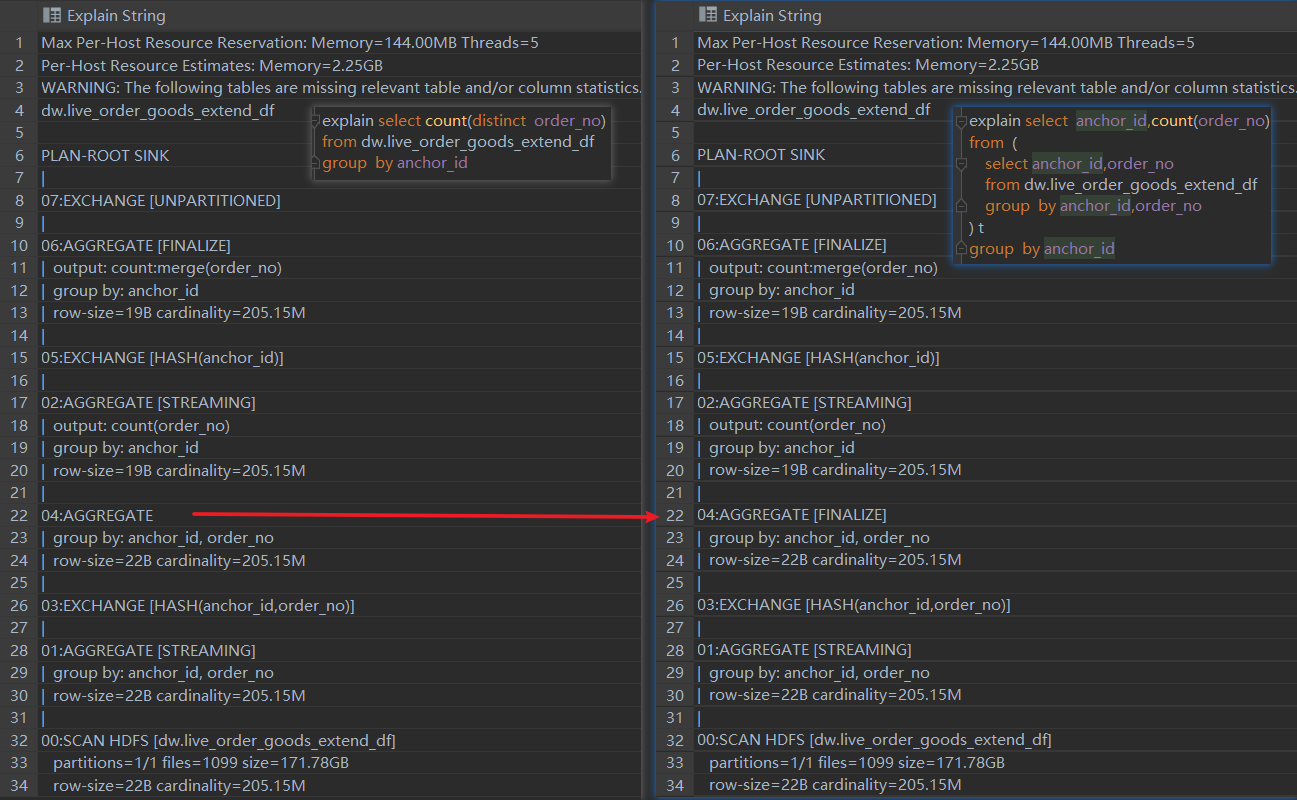 Explain String
1 Max Per-Host Resource Reservation: Memory=144.00MB Threads=5
2 Per-Host Resource Estimates: Memory=2.25GB
3 WARNING: The following tables are missing relevant table and/or column statistics.
4 dw.live_order_goods_extend_df
5
6 PLAN-ROOT SINK
7 |
8 07:EXCHANGE [UNPARTITIONED]
9 |
10 06:AGGREGATE [FINALIZE]
11 | output: count:merge(order_no)
12 | group by: anchor_id
13 | row-size=19B cardinality=205.15M
14 |
15 05:EXCHANGE [HASH(anchor_id)]
16 |
17 02:AGGREGATE [STREAMING]
18 | output: count(order_no)
19 | group by: anchor_id
20 | row-size=19B cardinality=205.15M
21 |
22 04:AGGREGATE
23 | group by: anchor_id, order_no
24 | row-size=22B cardinality=205.15M
25 |
26 03:EXCHANGE [HASH(anchor_id,order_no)]
27 |
28 01:AGGREGATE [STREAMING]
29 | group by: anchor_id, order_no
30 | row-size=22B cardinality=205.15M
31 |
32 00:SCAN HDFS [dw.live_order_goods_extend_df]
33 partitions=1/1 files=1099 size=171.78GB
34 row-size=22B cardinality=205.15M
explain select count(distinct order_no)
from dw.live_order_goods_extend_df
group by anchor_id
Explain String
1 Max Per-Host Resource Reservation: Memory=144.00MB Threads=5
2 Per-Host Resource Estimates: Memory=2.25GB
3 WARNING: The following tables are missing relevant table and/or column statistics.
4 dw.live_order_goods_extend_df
5
6 PLAN-ROOT SINK
7 |
8 07:EXCHANGE [UNPARTITIONED]
9 |
10 06:AGGREGATE [FINALIZE]
11 | output: count:merge(order_no)
12 | group by: anchor_id
13 | row-size=19B cardinality=205.15M
14 |
15 05:EXCHANGE [HASH(anchor_id)]
16 |
17 02:AGGREGATE [STREAMING]
18 | output: count(order_no)
19 | group by: anchor_id
20 | row-size=19B cardinality=205.15M
21 |
22 04:AGGREGATE [FINALIZE]
23 | group by: anchor_id, order_no
24 | row-size=22B cardinality=205.15M
25 |
26 03:EXCHANGE [HASH(anchor_id,order_no)]
27 |
28 01:AGGREGATE [STREAMING]
29 | group by: anchor_id, order_no
30 | row-size=22B cardinality=205.15M
31 |
32 00:SCAN HDFS [dw.live_order_goods_extend_df]
33 partitions=1/1 files=1099 size=171.78GB
34 row-size=22B cardinality=205.15M
explain select anchor_id,count(order_no)
from (
select anchor_id,order_no
from dw.live_order_goods_extend_df
group by anchor_id,order_no
) t
group by anchor_id